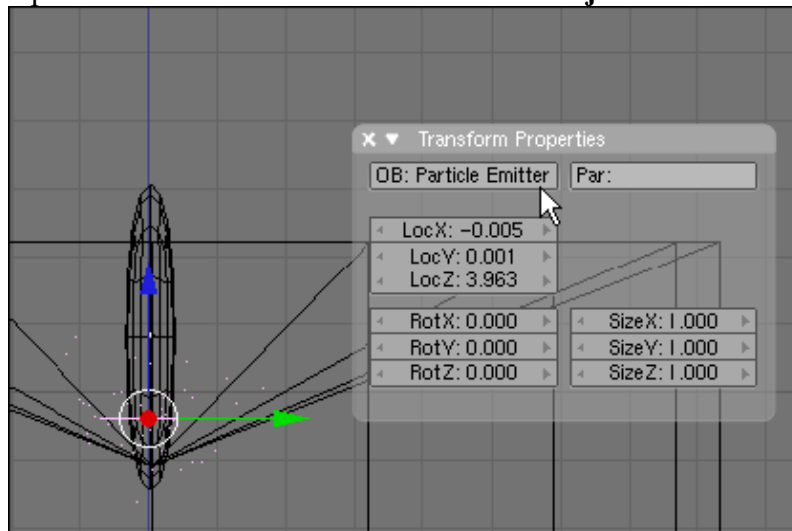 Transform Properties
OB: Particle Emitter Par:
LocX: -0.005
LocY: 0.001
LocZ: 3.963
RotX: 0.000 SizeX: 1.000
RotY: 0.000 SizeY: 1.000
RotZ: 0.000 SizeZ: 1.000